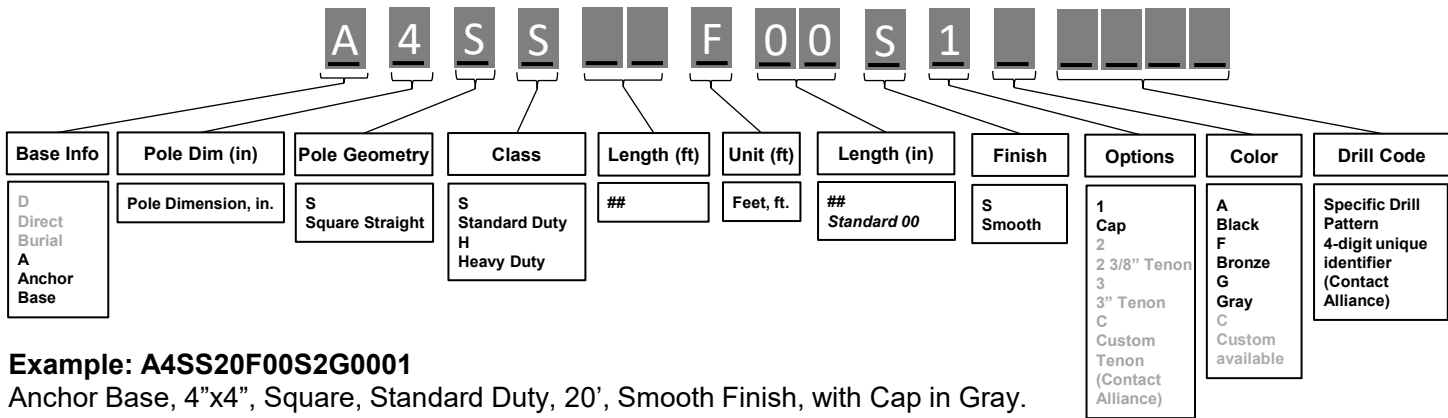 A 4 S S _ _ F 0 0 S 1 _ _ _ _ _
Base Info
D
Direct
Burial
A
Anchor
Base
Pole Dim (in)
Pole Dimension, in.
Pole Geometry
S
Square Straight
Class
S
Standard Duty
H
Heavy Duty
Length (ft)
##
Unit (ft)
Feet, ft.
Length (in)
##
Standard 00
Finish
S
Smooth
Options
1
Cap
2
2 3/8” Tenon
3
3” Tenon
C
Custom
Tenon
(Contact
Alliance)
Color
A
Black
F
Bronze
G
Gray
C
Custom
available
Drill Code
Specific Drill
Pattern
4-digit unique
identifier
(Contact
Alliance)
Example: A4SS20F00S2G0001
Anchor Base, 4”x4”, Square, Standard Duty, 20’, Smooth Finish, with Cap in Gray.